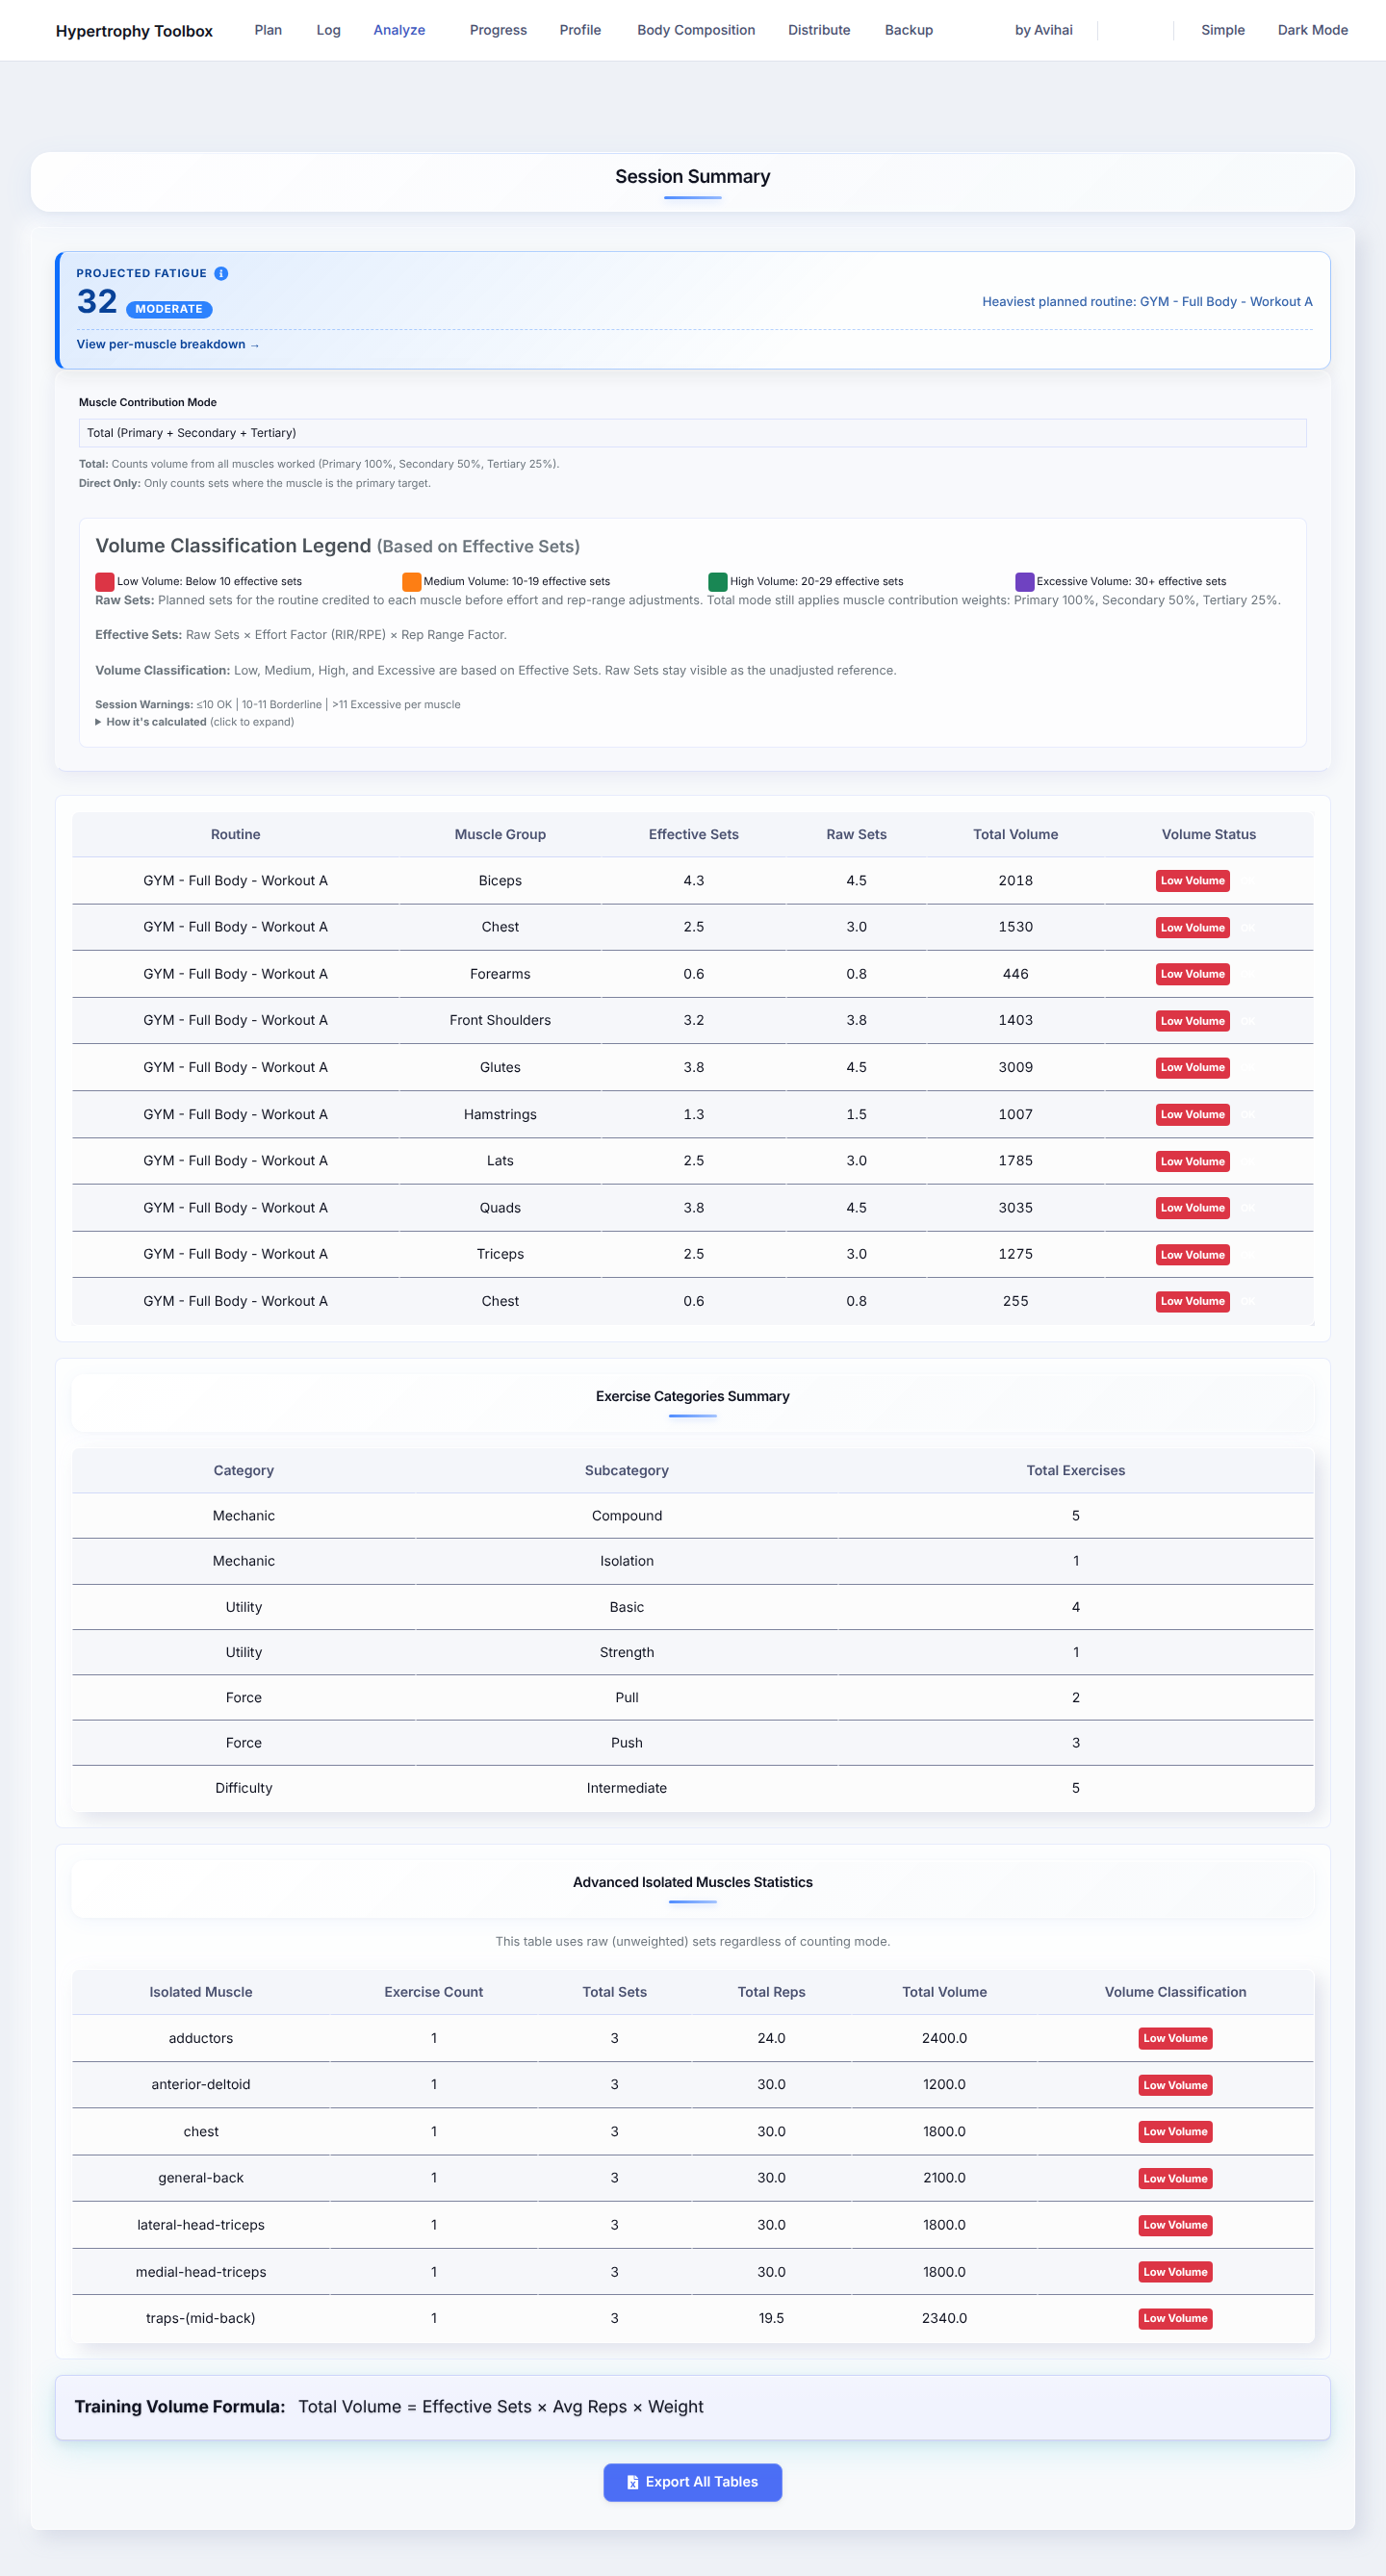 Hypertrophy Toolbox Plan Log Analyze Progress Profile Body Composition Distribute Backup by Avihai Simple Dark Mode
Session Summary
PROJECTED FATIGUE
32 MODERATE
Heaviest planned routine: GYM - Full Body - Workout A
View per-muscle breakdown →
Muscle Contribution Mode
Total (Primary + Secondary + Tertiary)
Total: Counts volume from all muscles worked (Primary 100%, Secondary 50%, Tertiary 25%).
Direct Only: Only counts sets where the muscle is the primary target.
Volume Classification Legend (Based on Effective Sets)
Low Volume: Below 10 effective sets Medium Volume: 10-19 effective sets High Volume: 20-29 effective sets Excessive Volume: 30+ effective sets
Raw Sets: Planned sets for the routine credited to each muscle before effort and rep-range adjustments. Total mode still applies muscle contribution weights: Primary 100%, Secondary 50%, Tertiary 25%.
Effective Sets: Raw Sets × Effort Factor (RIR/RPE) × Rep Range Factor.
Volume Classification: Low, Medium, High, and Excessive are based on Effective Sets. Raw Sets stay visible as the unadjusted reference.
Session Warnings: ≤10 OK | 10-11 Borderline | >11 Excessive per muscle
▶ How it's calculated (click to expand)
Routine Muscle Group Effective Sets Raw Sets Total Volume Volume Status
GYM - Full Body - Workout A Biceps 4.3 4.5 2018 Low Volume
GYM - Full Body - Workout A Chest 2.5 3.0 1530 Low Volume OK
GYM - Full Body - Workout A Forearms 0.6 0.8 446 Low Volume
GYM - Full Body - Workout A Front Shoulders 3.2 3.8 1403 Low Volume OK
GYM - Full Body - Workout A Glutes 3.8 4.5 3009 Low Volume
GYM - Full Body - Workout A Hamstrings 1.3 1.5 1007 Low Volume OK
GYM - Full Body - Workout A Lats 2.5 3.0 1785 Low Volume
GYM - Full Body - Workout A Quads 3.8 4.5 3035 Low Volume OK
GYM - Full Body - Workout A Triceps 2.5 3.0 1275 Low Volume
GYM - Full Body - Workout A Chest 0.6 0.8 255 Low Volume OK
Exercise Categories Summary
Category Subcategory Total Exercises
Mechanic Compound 5
Mechanic Isolation 1
Utility Basic 4
Utility Strength 1
Force Pull 2
Force Push 3
Difficulty Intermediate 5
Advanced Isolated Muscles Statistics
This table uses raw (unweighted) sets regardless of counting mode.
Isolated Muscle Exercise Count Total Sets Total Reps Total Volume Volume Classification
adductors 1 3 24.0 2400.0 Low Volume
anterior-deltoid 1 3 30.0 1200.0 Low Volume
chest 1 3 30.0 1800.0 Low Volume
general-back 1 3 30.0 2100.0 Low Volume
lateral-head-triceps 1 3 30.0 1800.0 Low Volume
medial-head-triceps 1 3 30.0 1800.0 Low Volume
traps-(mid-back) 1 3 19.5 2340.0 Low Volume
Training Volume Formula: Total Volume = Effective Sets × Avg Reps × Weight
Export All Tables